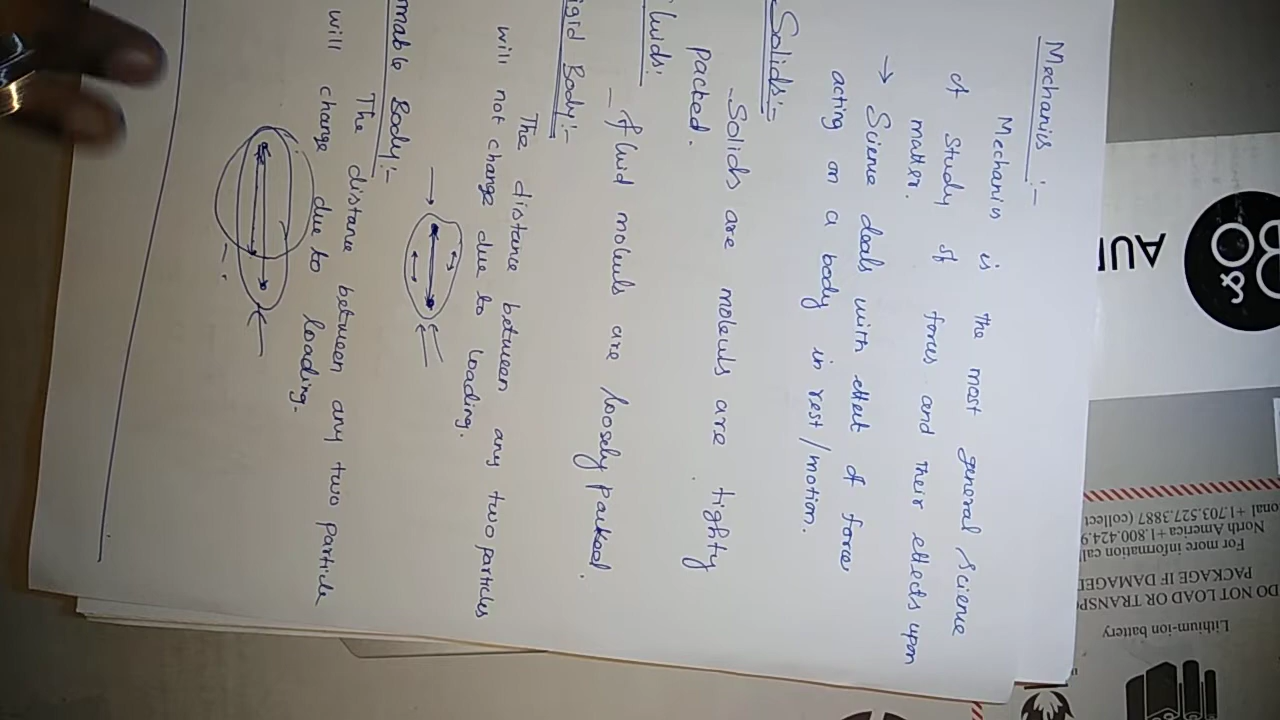 Mechanics :-
Mechanics is the most general Science
of Study of forces and their effects upon
matter.
→ Science deals with effect of force
acting on a body in rest/motion.
Solids:-
-Solids are moleculs are tightly
packed.
luids:
- fluid moleculs are loosely packed.
igid Body:-
The distance between any two particles
will not change due to loading.
mable Body:-
The distance between any two particle
will change due to loading.
&O
AU
Lithium-ion battery
DO NOT LOAD OR TRANSP
PACKAGE IF DAMAGED
For more information call
North America +1.800.424.9
onal +1.703.527.3887 (collect